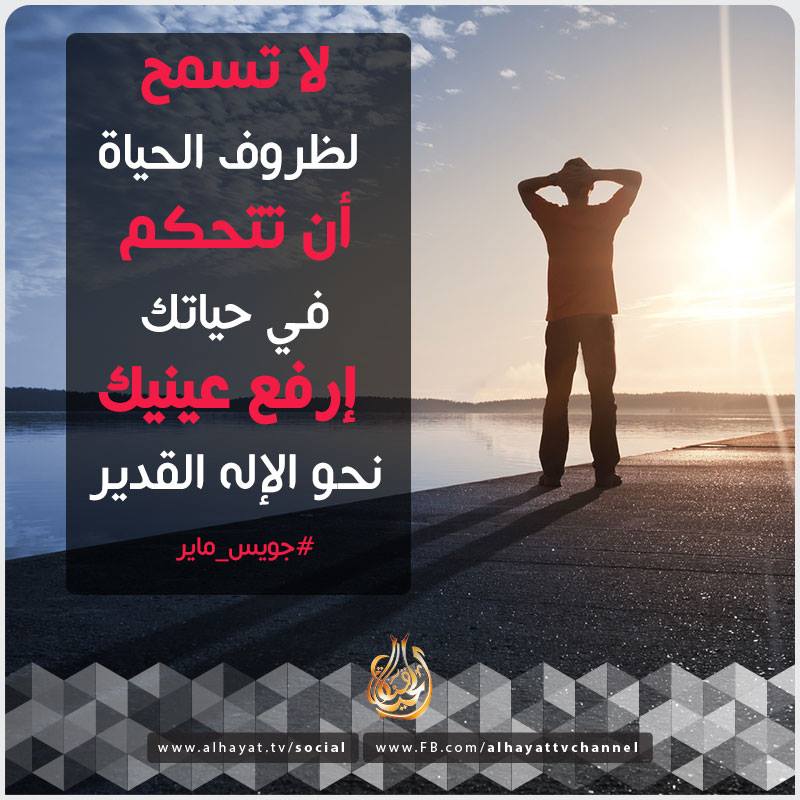 لا تسمح
لظروف الحياة
أن تتحكم
في حياتك
إرفع عينيك
نحو الإله القدير
#جويس_ماير
الحياة
www.alhayat.tv/social
www.FB.com/alhayattvchannel